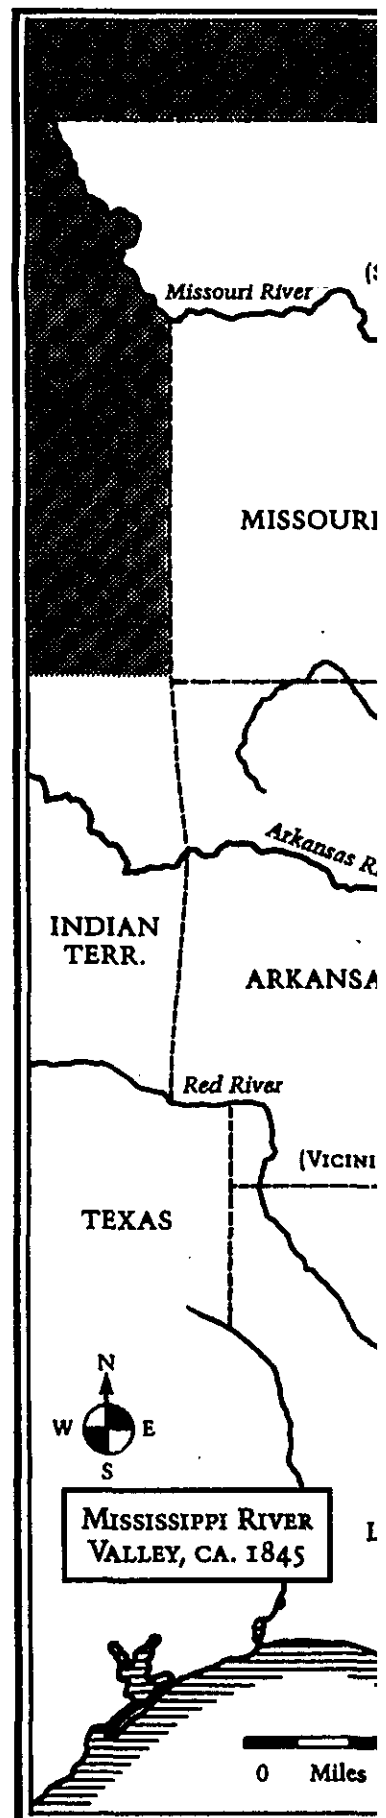 (S
Missouri River
MISSOURI
Arkansas R
INDIAN
TERR.
ARKANSA
Red River
(VICINI
TEXAS
N
W E
S
MISSISSIPPI RIVER
VALLEY, CA. 1845
L
0 Miles